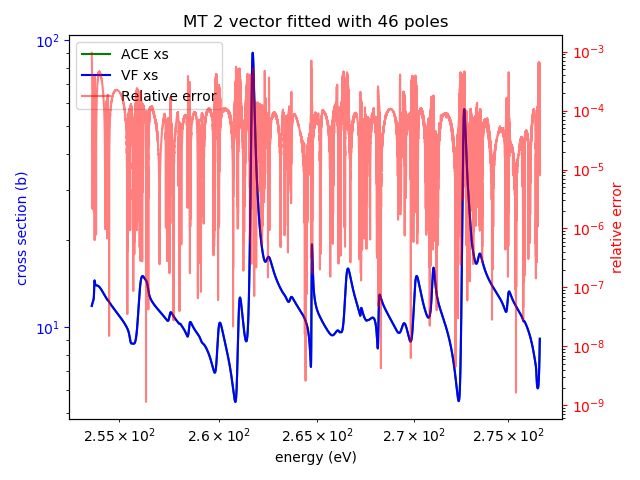 MT 2 vector fitted with 46 poles
ACE xs
VF xs
Relative error
10²
10¹
cross section (b)
10⁻³
10⁻⁴
10⁻⁵
10⁻⁶
10⁻⁷
10⁻⁸
10⁻⁹
relative error
2.55 × 10² 2.6 × 10² 2.65 × 10² 2.7 × 10² 2.75 × 10²
energy (eV)